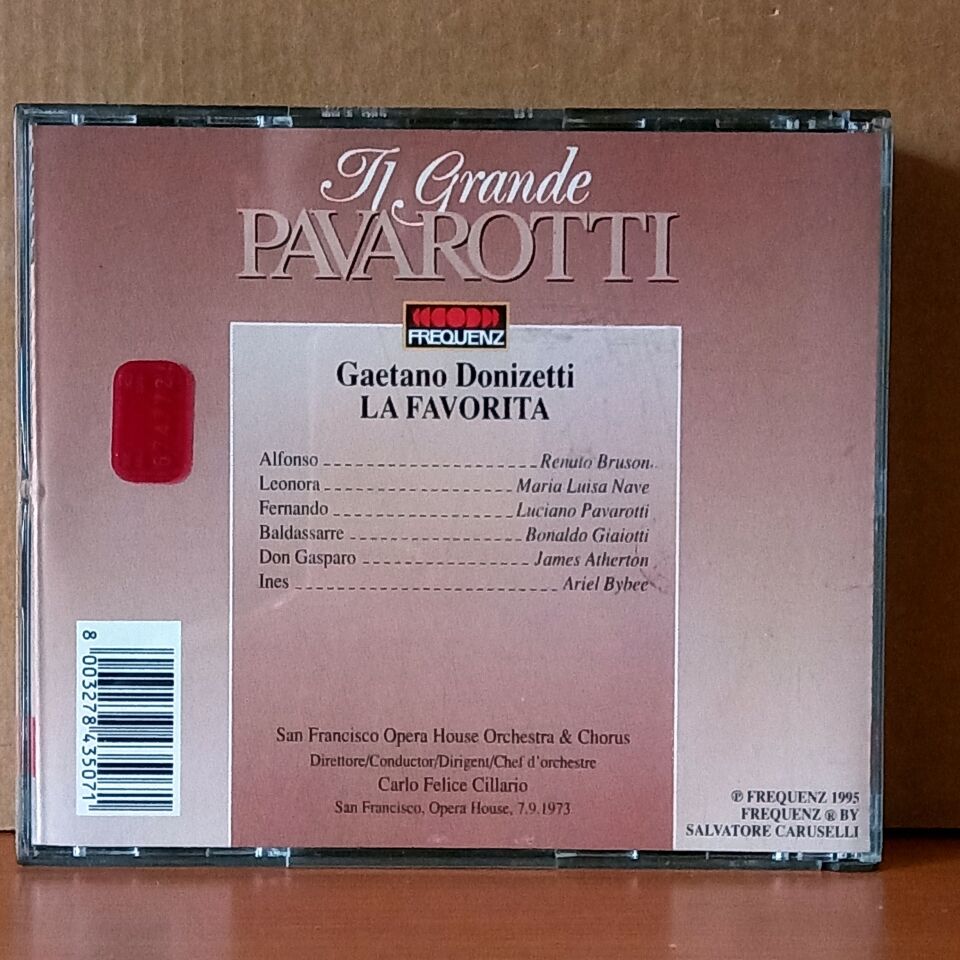 Il Grande
PAVAROTTI
FREQUENZ
Gaetano Donizetti
LA FAVORITA
Alfonso Renato Bruson
Leonora Maria Luisa Nave
Fernando Luciano Pavarotti
Baldassarre Bonaldo Giaiotti
Don Gasparo James Atherton
Ines Ariel Bybee
San Francisco Opera House Orchestra & Chorus
Direttore/Conductor/Dirigent/Chef d'orchestre
Carlo Felice Cillario
San Francisco, Opera House, 7.9.1973
8 003278 435071
℗ FREQUENZ 1995
FREQUENZ ® BY
SALVATORE CARUSELLI